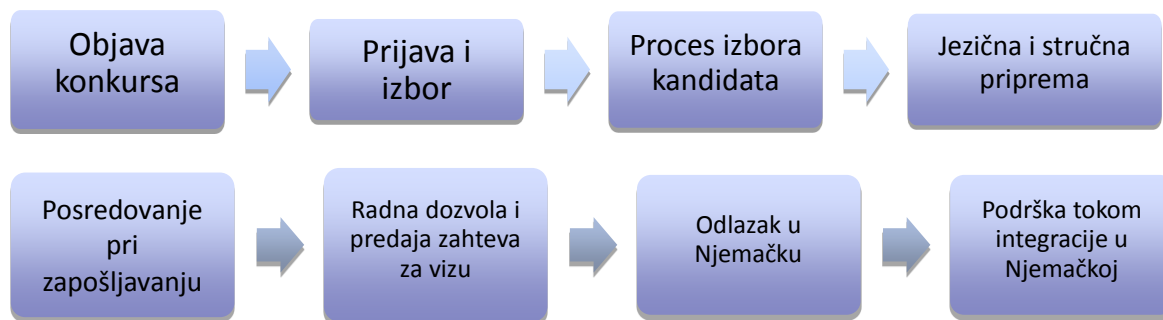 Objava
konkursa
Prijava i
izbor
Proces izbora
kandidata
Jezična i stručna
priprema
Posredovanje
pri
zapošljavanju
Radna dozvola i
predaja zahteva
za vizu
Odlazak u
Njemačku
Podrška tokom
integracije u
Njemačkoj